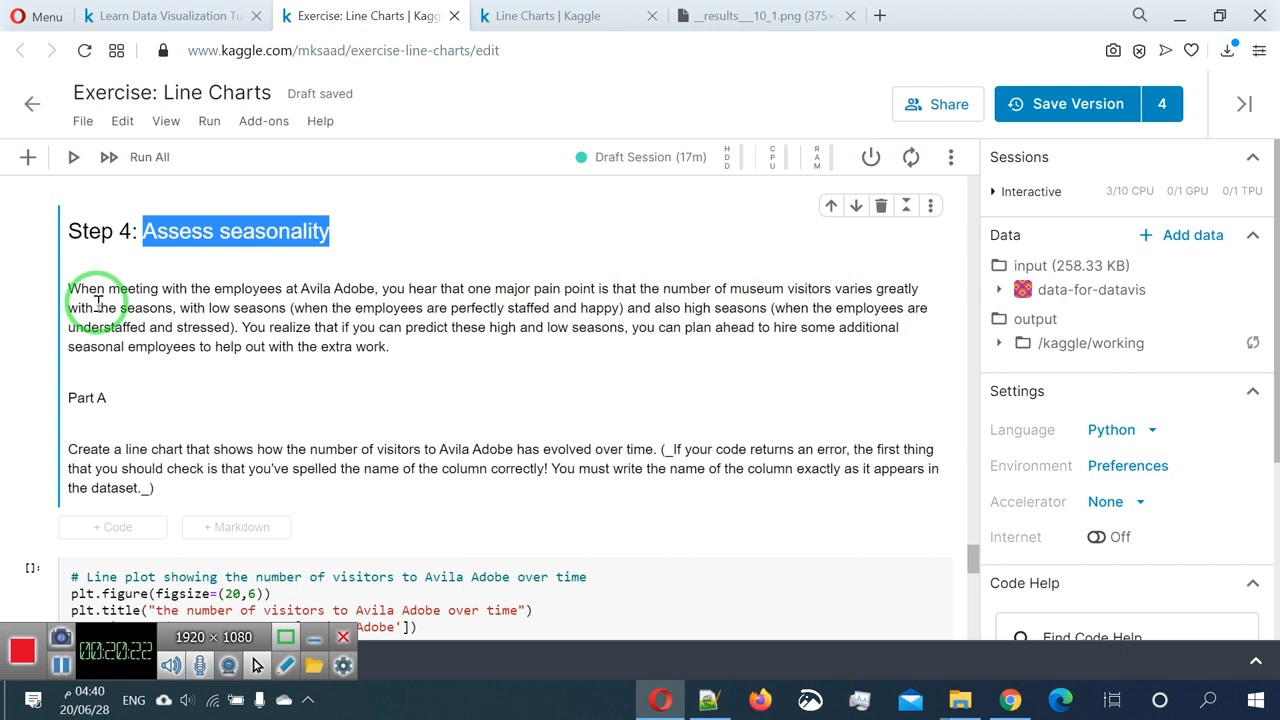 Menu
Learn Data Visualization Tu
Exercise: Line Charts | Kagg
Line Charts | Kaggle
__results___10_1.png (375×
www.kaggle.com/mksaad/exercise-line-charts/edit
Exercise: Line Charts
Draft saved
File
Edit
View
Run
Add-ons
Help
Share
Save Version
4
Run All
Draft Session (17m)
HDD
CPU
RAM
Step 4: Assess seasonality
When meeting with the employees at Avila Adobe, you hear that one major pain point is that the number of museum visitors varies greatly
with the seasons, with low seasons (when the employees are perfectly staffed and happy) and also high seasons (when the employees are
understaffed and stressed). You realize that if you can predict these high and low seasons, you can plan ahead to hire some additional
seasonal employees to help out with the extra work.
Part A
Create a line chart that shows how the number of visitors to Avila Adobe has evolved over time. (_If your code returns an error, the first thing
that you should check is that you've spelled the name of the column correctly! You must write the name of the column exactly as it appears in
the dataset._)
+ Code
+ Markdown
[]:
# Line plot showing the number of visitors to Avila Adobe over time
plt.figure(figsize=(20,6))
plt.title("the number of visitors to Avila Adobe over time")
Adobe'])
Sessions
Interactive
3/10 CPU
0/1 GPU
0/1 TPU
Data
+ Add data
input (258.33 KB)
data-for-datavis
output
/kaggle/working
Settings
Language
Python
Environment
Preferences
Accelerator
None
Internet
Off
Code Help
Find Code Help
00:20:22
1920 × 1080
04:40 م
20/06/28
ENG